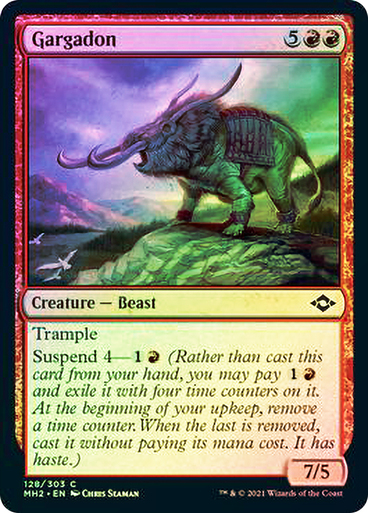 Gargadon 5
Creature — Beast
Trample
Suspend 4—1 (Rather than cast this
card from your hand, you may pay 1
and exile it with four time counters on it.
At the beginning of your upkeep, remove
a time counter. When the last is removed,
cast it without paying its mana cost. It has
haste.)
7/5
128/303 C
MH2 • EN Chris Seaman
™ & © 2021 Wizards of the Coast